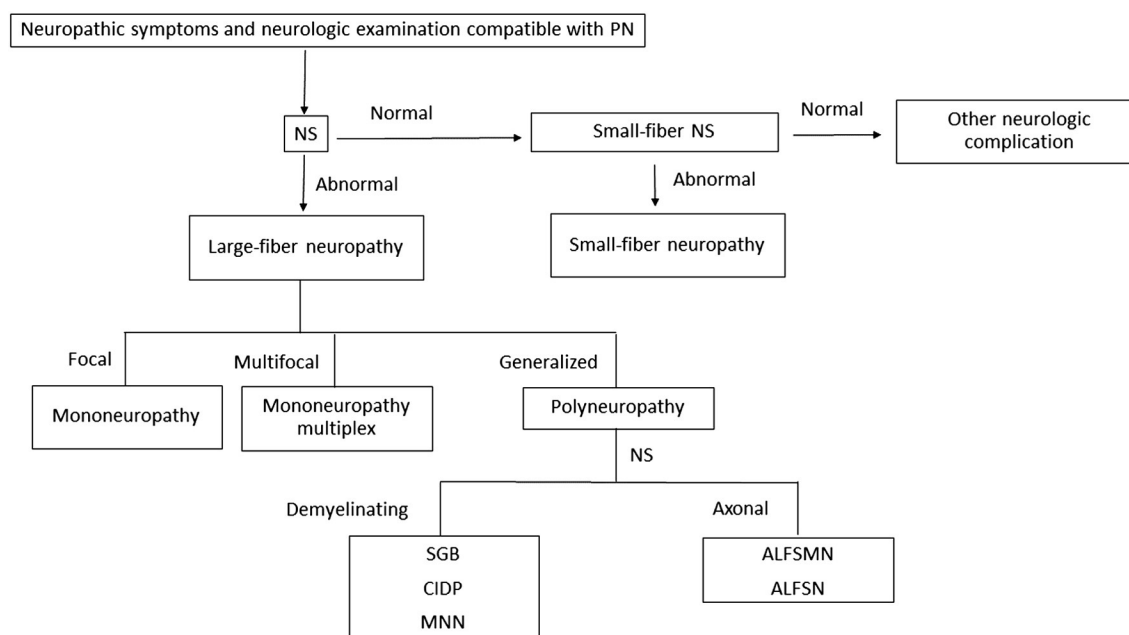 Neuropathic symptoms and neurologic examination compatible with PN
NS
Normal
Small-fiber NS
Normal
Other neurologic
complication
Abnormal
Abnormal
Large-fiber neuropathy
Small-fiber neuropathy
Focal
Multifocal
Generalized
Mononeuropathy
Mononeuropathy
multiplex
Polyneuropathy
NS
Demyelinating
Axonal
SGB
CIDP
MNN
ALFSMN
ALFSN